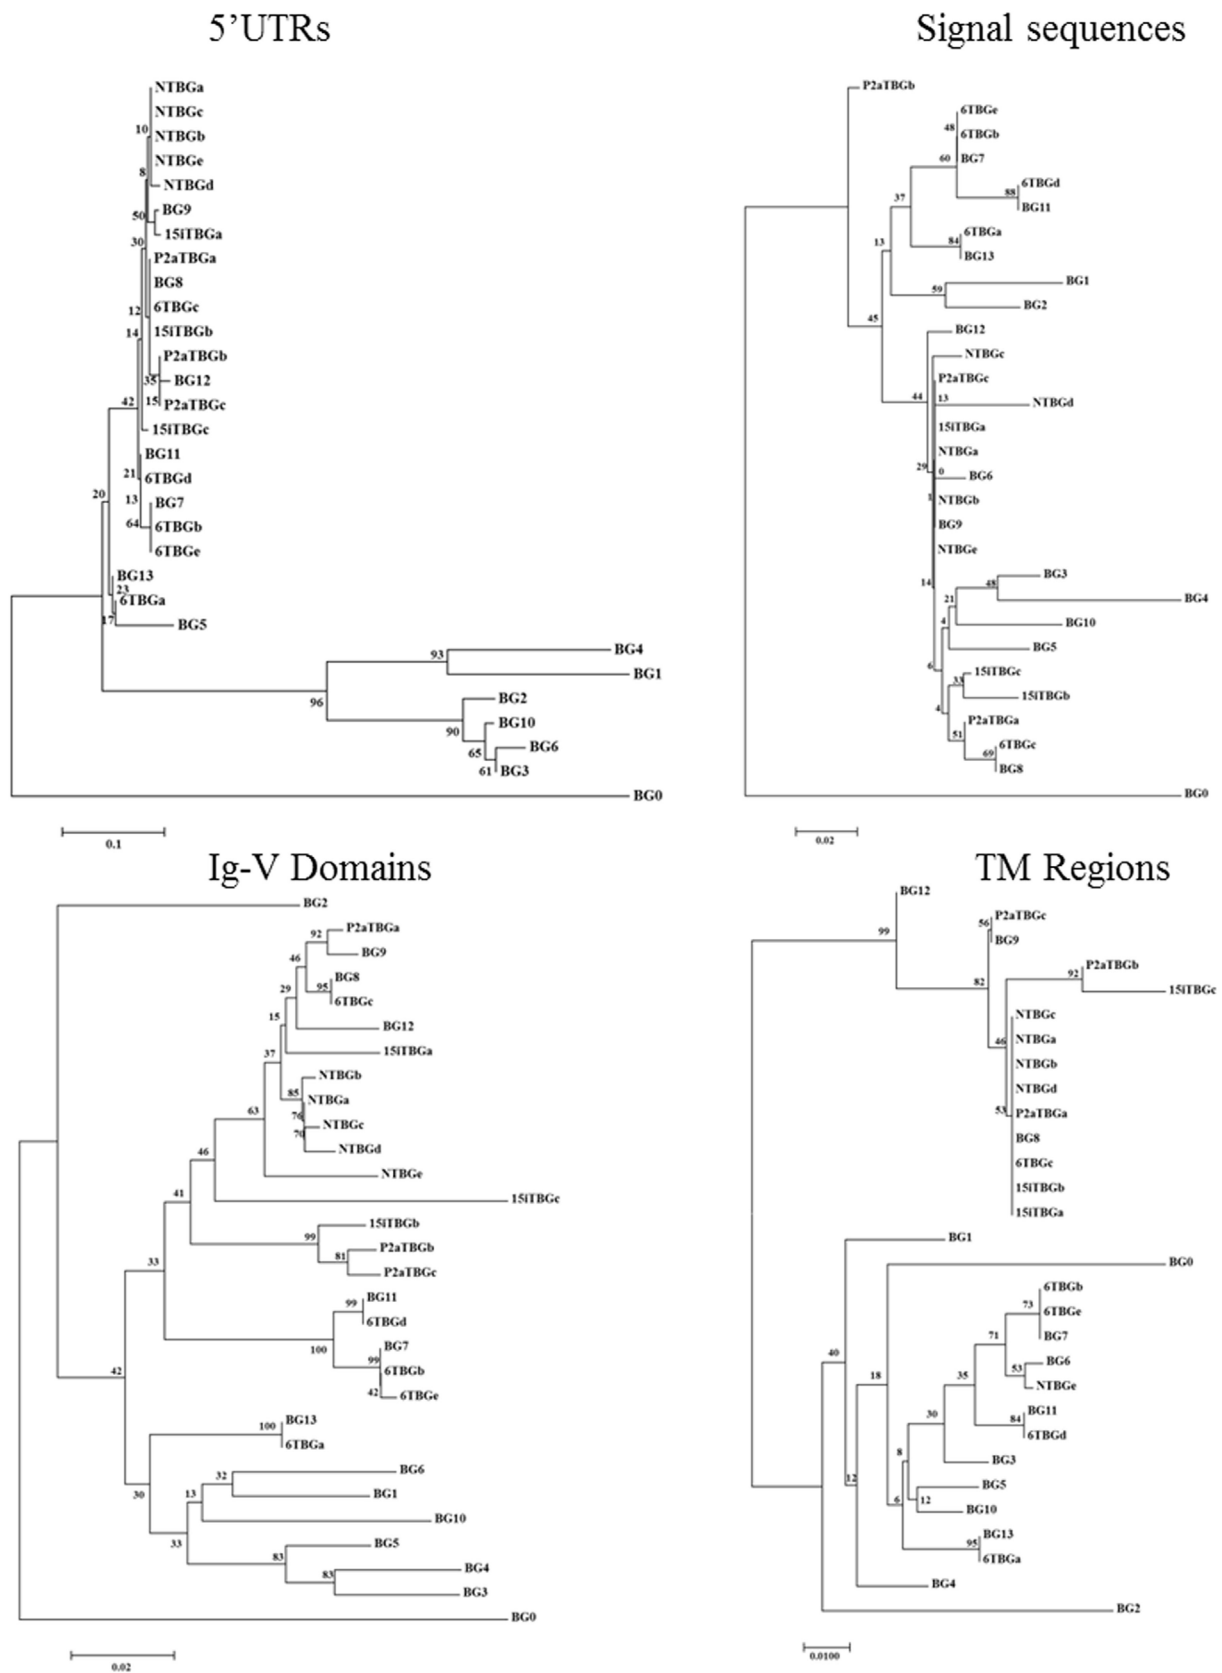 5’UTRs
NTBGa
NTBGc
10
NTBGb
NTBGe
8
NTBGd
50
BG9
15iTBGa
30
P2aTBGa
BG8
12
6TBGc
14
15iTBGb
P2aTBGb
35
BG12
42
15
P2aTBGc
15iTBGc
BG11
21
6TBGd
20
13
BG7
64
6TBGb
6TBGe
BG13
23
6TBGa
17
BG5
BG4
93
BG1
96
BG2
90
BG10
65
BG6
61
BG3
BG0
0.1
Signal sequences
P2aTBGb
6TBGe
48
6TBGb
60
BG7
6TBGd
88
37
BG11
6TBGa
13
84
BG13
BG1
59
BG2
45
BG12
NTBGc
P2aTBGc
44
13
NTBGd
15iTBGa
NTBGa
29
0
BG6
1
NTBGb
BG9
NTBGe
14
BG3
48
21
BG4
4
BG10
BG5
6
15iTBGc
33
15iTBGb
4
P2aTBGa
51
6TBGc
69
BG8
BG0
0.02
Ig-V Domains
BG2
P2aTBGa
92
BG9
46
BG8
29
95
6TBGc
15
BG12
37
15iTBGa
NTBGb
85
NTBGa
63
76
NTBGc
70
NTBGd
46
NTBGe
41
15iTBGc
15iTBGb
99
P2aTBGb
33
81
P2aTBGc
BG11
99
6TBGd
100
BG7
99
6TBGb
42
42
6TBGe
BG13
100
6TBGa
BG6
32
30
13
BG1
BG10
33
BG5
83
BG4
83
BG3
BG0
0.02
TM Regions
BG12
P2aTBGc
56
99
BG9
P2aTBGb
92
82
15iTBGc
NTBGc
46
NTBGa
NTBGb
NTBGd
53
P2aTBGa
BG8
6TBGc
15iTBGb
15iTBGa
BG1
BG0
6TBGb
73
6TBGe
71
BG7
40
BG6
53
18
35
NTBGe
BG11
30
84
6TBGd
8
BG3
12
BG5
6
12
BG10
BG13
95
6TBGa
BG4
BG2
0.0100